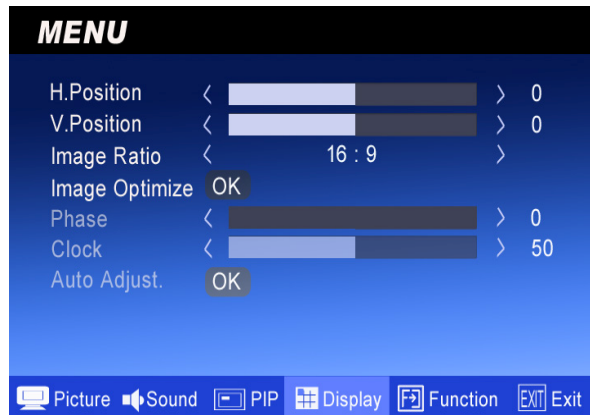 MENU
H.Position 0
V.Position 0
Image Ratio 16 : 9
Image Optimize OK
Phase 0
Clock 50
Auto Adjust. OK
Picture Sound PIP Display Function EXIT Exit